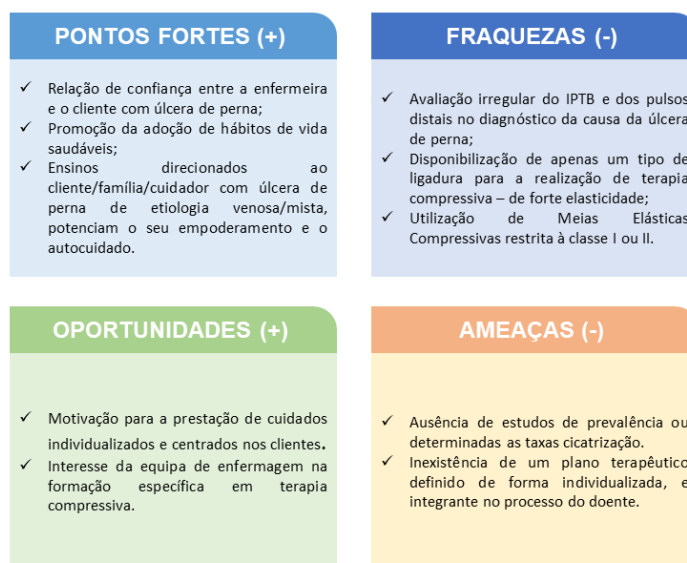 PONTOS FORTES (+)
✓ Relação de confiança entre a enfermeira
e o cliente com úlcera de perna;
✓ Promoção da adoção de hábitos de vida
saudáveis;
✓ Ensinos direcionados ao
cliente/família/cuidador com úlcera de
perna de etiologia venosa/mista,
potenciam o seu empoderamento e o
autocuidado.
FRAQUEZAS (-)
✓ Avaliação irregular do IPTB e dos pulsos
distais no diagnóstico da causa da úlcera
de perna;
✓ Disponibilização de apenas um tipo de
ligadura para a realização de terapia
compressiva – de forte elasticidade;
✓ Utilização de Meias Elásticas
Compressivas restrita à classe I ou II.
OPORTUNIDADES (+)
✓ Motivação para a prestação de cuidados
individualizados e centrados nos clientes.
✓ Interesse da equipa de enfermagem na
formação específica em terapia
compressiva.
AMEAÇAS (-)
✓ Ausência de estudos de prevalência ou
determinadas as taxas cicatrização.
✓ Inexistência de um plano terapêutico
definido de forma individualizada, e
integrante no processo do doente.